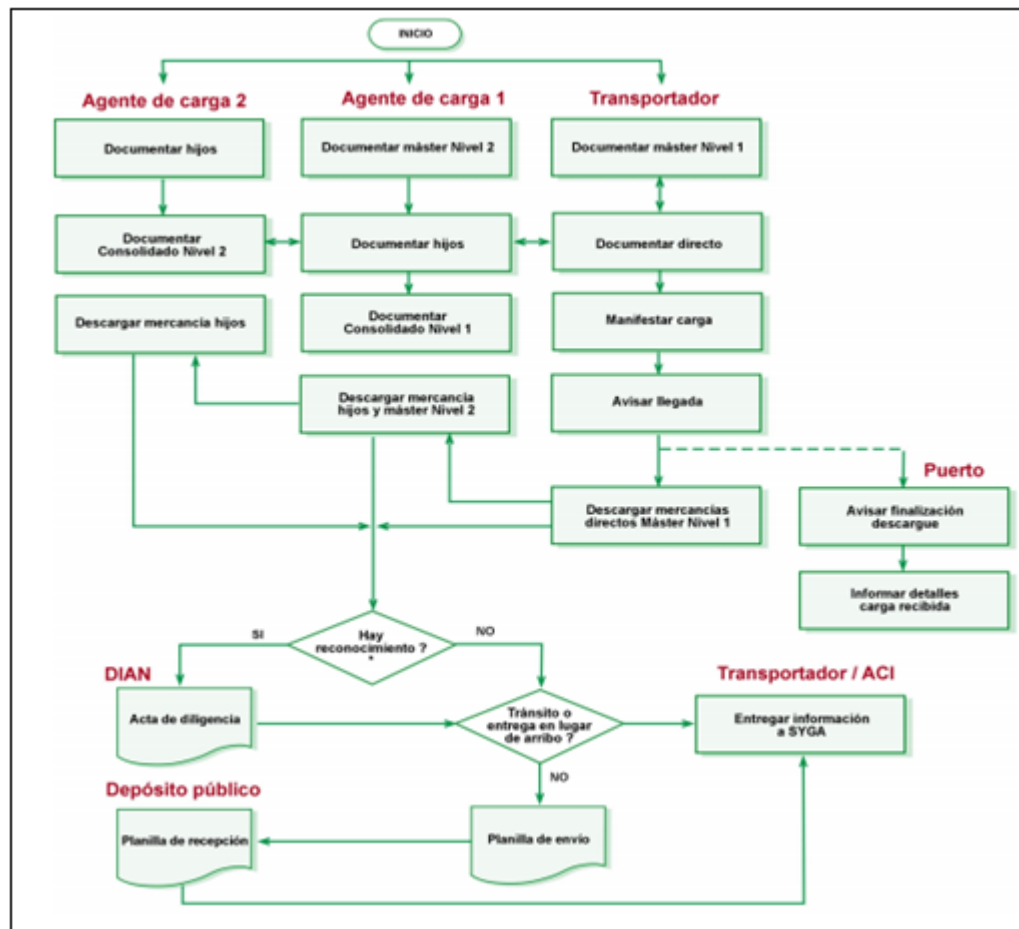 INICIO
Agente de carga 2
Agente de carga 1
Transportador
Documentar hijos
Documentar máster Nivel 2
Documentar máster Nivel 1
Documentar
Consolidado Nivel 2
Documentar hijos
Documentar directo
Descargar mercancia hijos
Documentar
Consolidado Nivel 1
Manifestar carga
Descargar mercancia
hijos y máster Nivel 2
Avisar llegada
Puerto
Descargar mercancías
directos Máster Nivel 1
Avisar finalización
descargue
Informar detalles
carga recibida
SI
Hay
reconocimiento ?
*
NO
DIAN
Transportador / ACI
Acta de diligencia
Tránsito o
entrega en lugar
de arribo ?
Entregar información
a SYGA
NO
Depósito público
Planilla de recepción
Planilla de envío